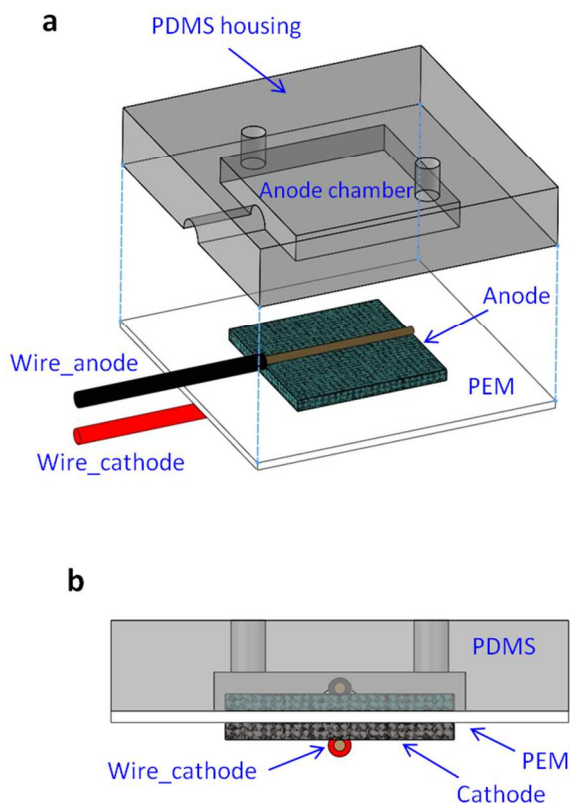 a
PDMS housing
Anode chamber
Anode
Wire_anode
PEM
Wire_cathode
b
PDMS
PEM
Wire_cathode
Cathode